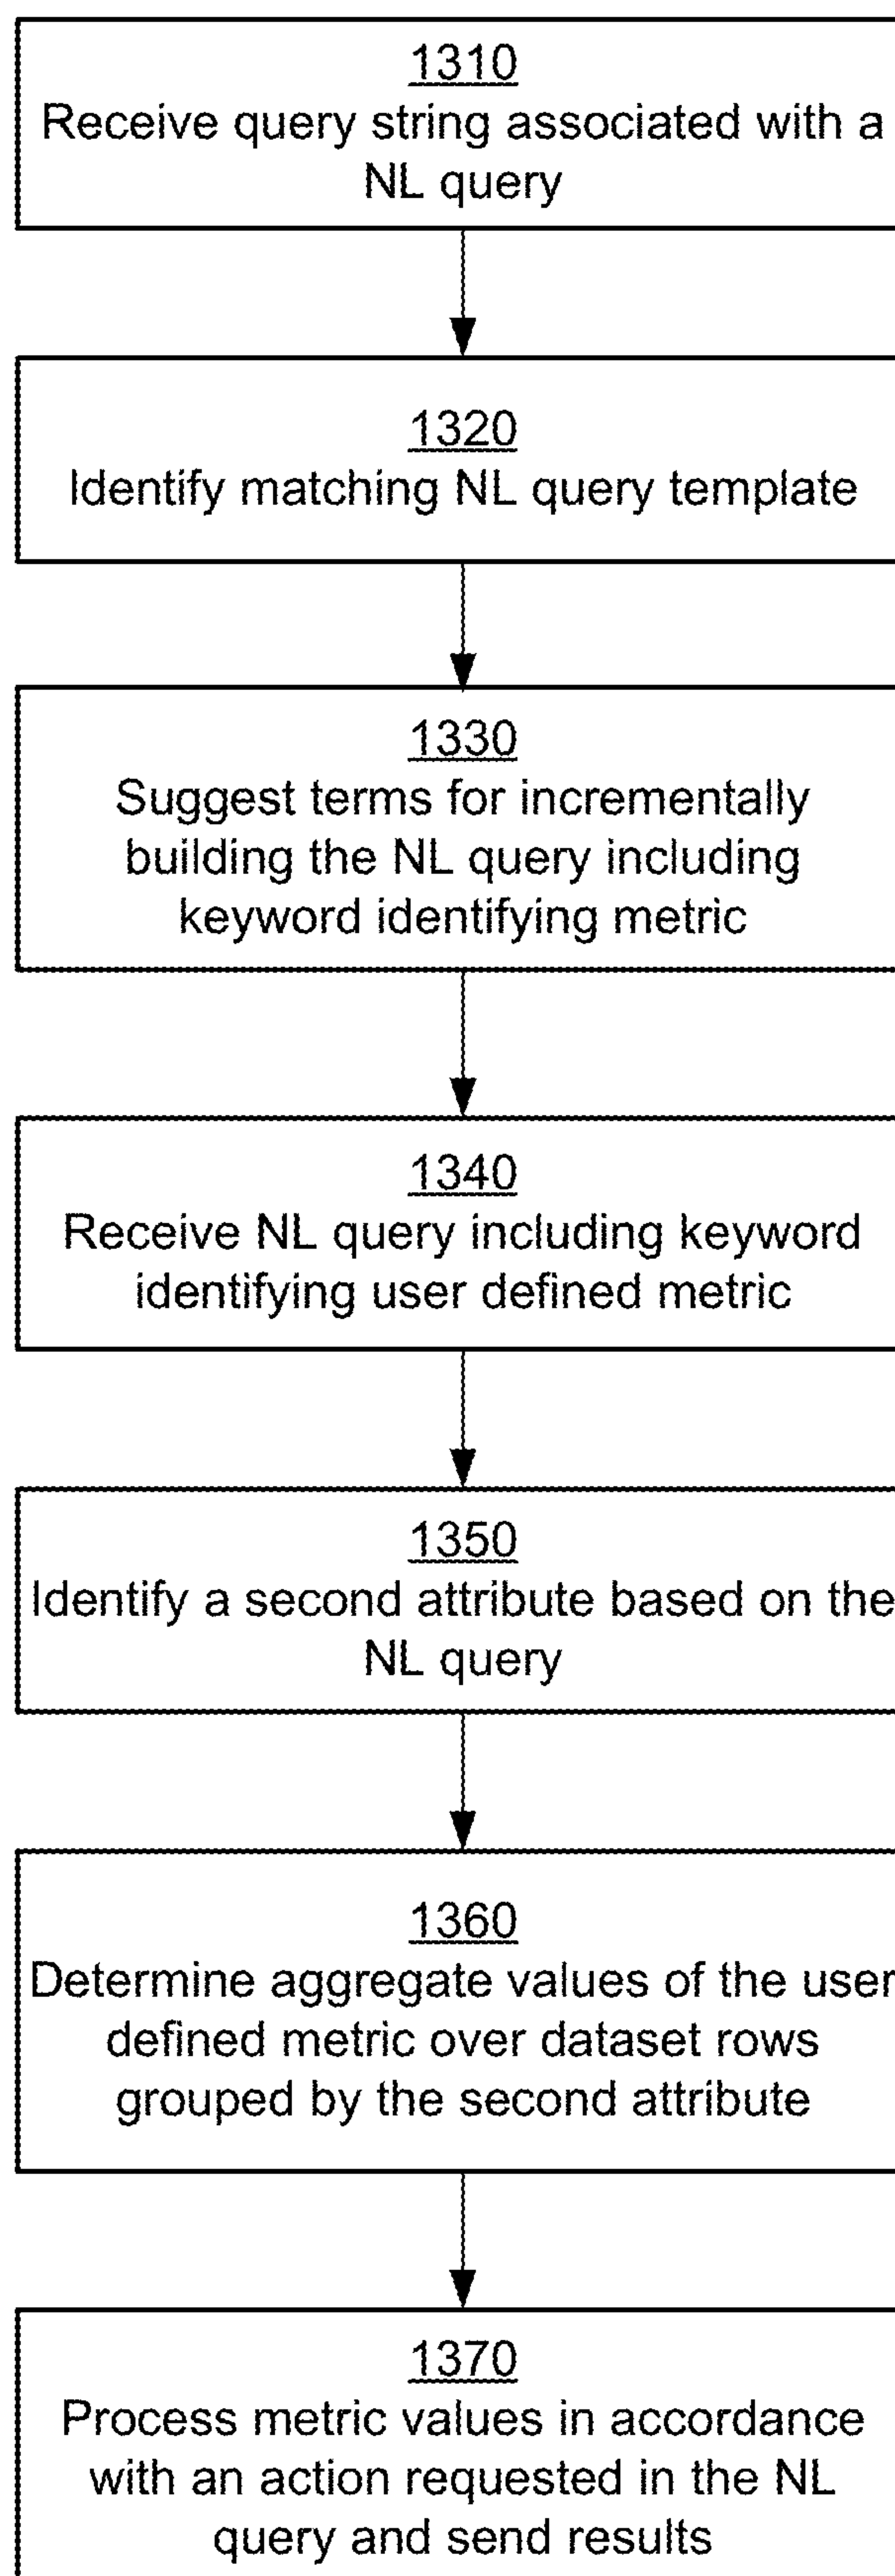 1310
Receive query string associated with a
NL query
1320
Identify matching NL query template
1330
Suggest terms for incrementally
building the NL query including
keyword identifying metric
1340
Receive NL query including keyword
identifying user defined metric
1350
Identify a second attribute based on the
NL query
1360
Determine aggregate values of the user
defined metric over dataset rows
grouped by the second attribute
1370
Process metric values in accordance
with an action requested in the NL
query and send results